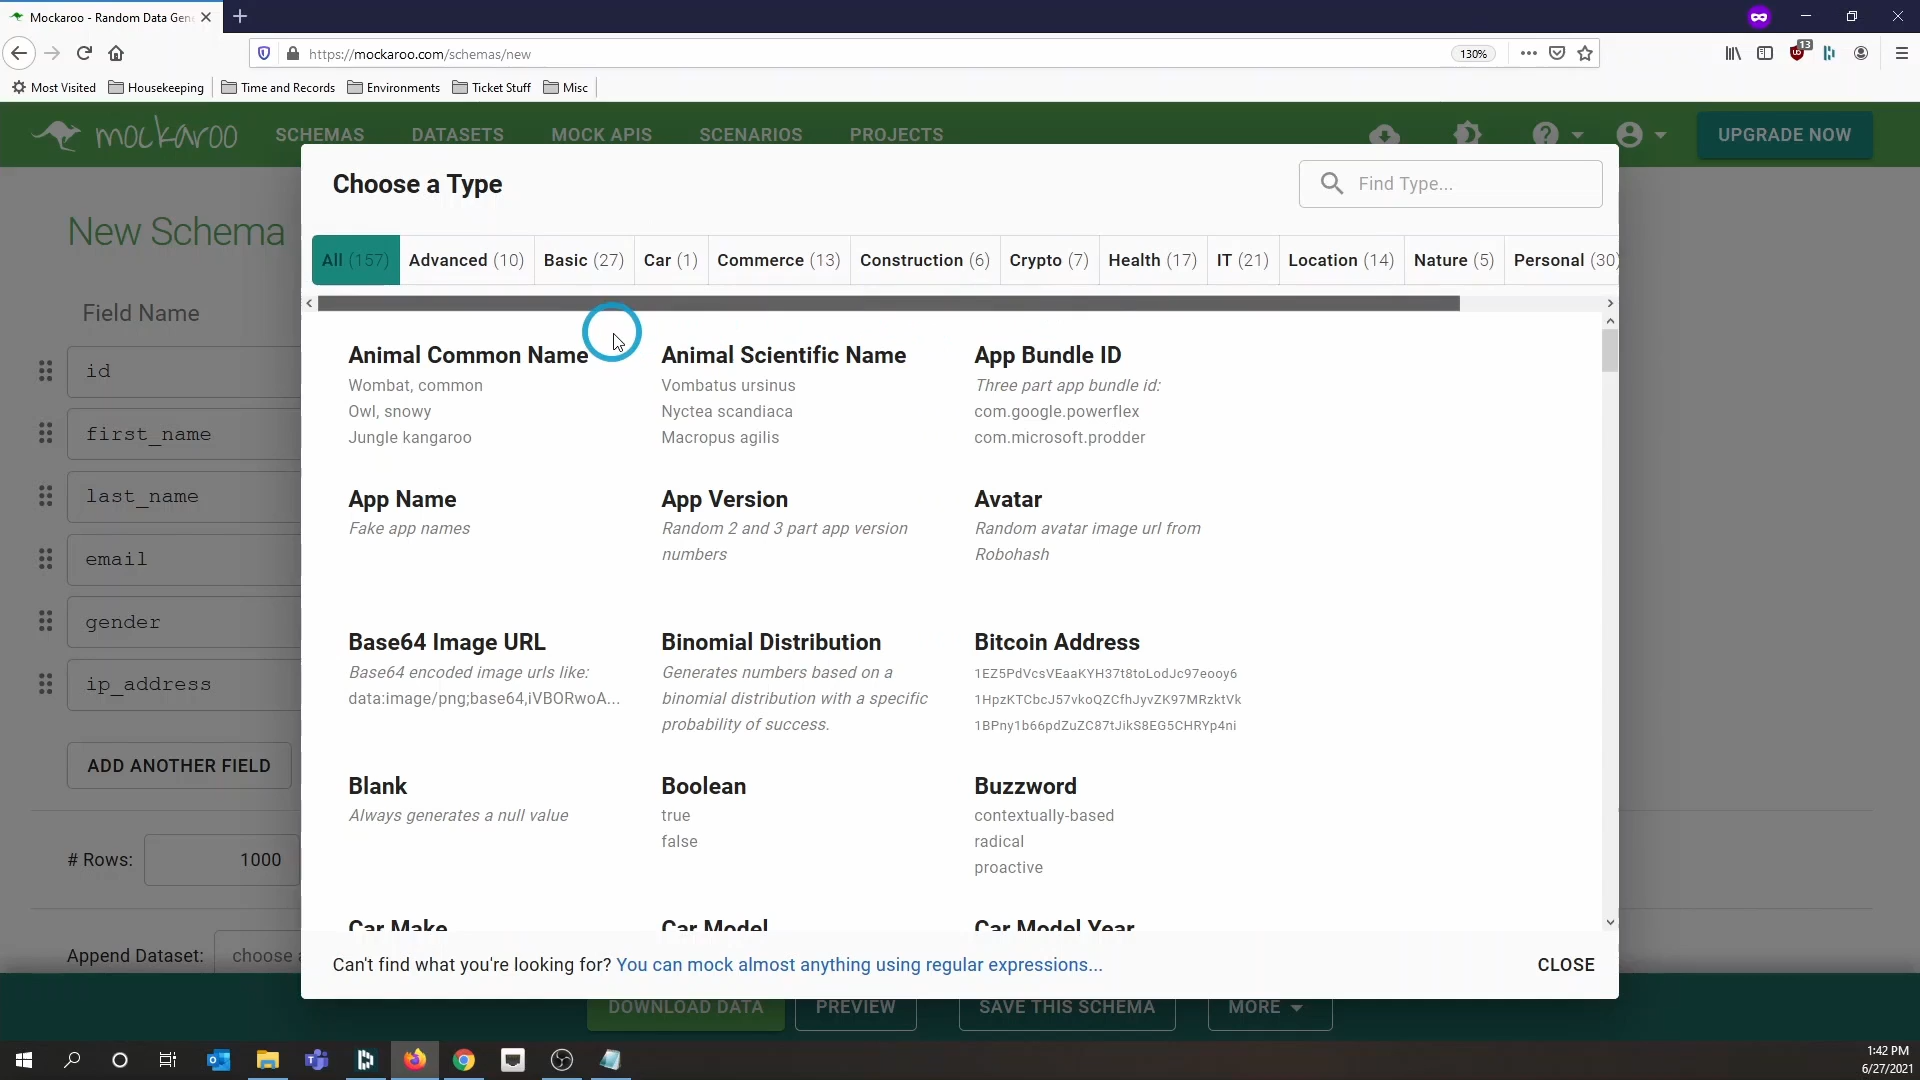 Mockaroo - Random Data Gen
https://mockaroo.com/schemas/new
130%
13
Most Visited
Housekeeping
Time and Records
Environments
Ticket Stuff
Misc
mockaroo
SCHEMAS
DATASETS
MOCK APIS
SCENARIOS
PROJECTS
UPGRADE NOW
Choose a Type
Find Type...
New Schema
All (157)
Advanced (10)
Basic (27)
Car (1)
Commerce (13)
Construction (6)
Crypto (7)
Health (17)
IT (21)
Location (14)
Nature (5)
Personal (30)
Field Name
id
first_name
last_name
email
gender
ip_address
Animal Common Name
Wombat, common
Owl, snowy
Jungle kangaroo
Animal Scientific Name
Vombatus ursinus
Nyctea scandiaca
Macropus agilis
App Bundle ID
Three part app bundle id:
com.google.powerflex
com.microsoft.prodder
App Name
Fake app names
App Version
Random 2 and 3 part app version
numbers
Avatar
Random avatar image url from
Robohash
Base64 Image URL
Base64 encoded image urls like:
data:image/png;base64,iVBORwoA...
Binomial Distribution
Generates numbers based on a
binomial distribution with a specific
probability of success.
Bitcoin Address
1EZ5PdVcsVEaaKYH37t8toLodJc97eooy6
1HpzKTCbcJ57vkoQZCfhJyvZK97MRzktVk
1BPny1b66pdZuZC87tJikS8EG5CHRYp4ni
Blank
Always generates a null value
Boolean
true
false
Buzzword
contextually-based
radical
proactive
Car Make
Car Model
Car Model Year
ADD ANOTHER FIELD
# Rows:
1000
Append Dataset:
choose a
Can't find what you're looking for? You can mock almost anything using regular expressions...
CLOSE
DOWNLOAD DATA
PREVIEW
SAVE THIS SCHEMA
MORE
1:42 PM
6/27/2021